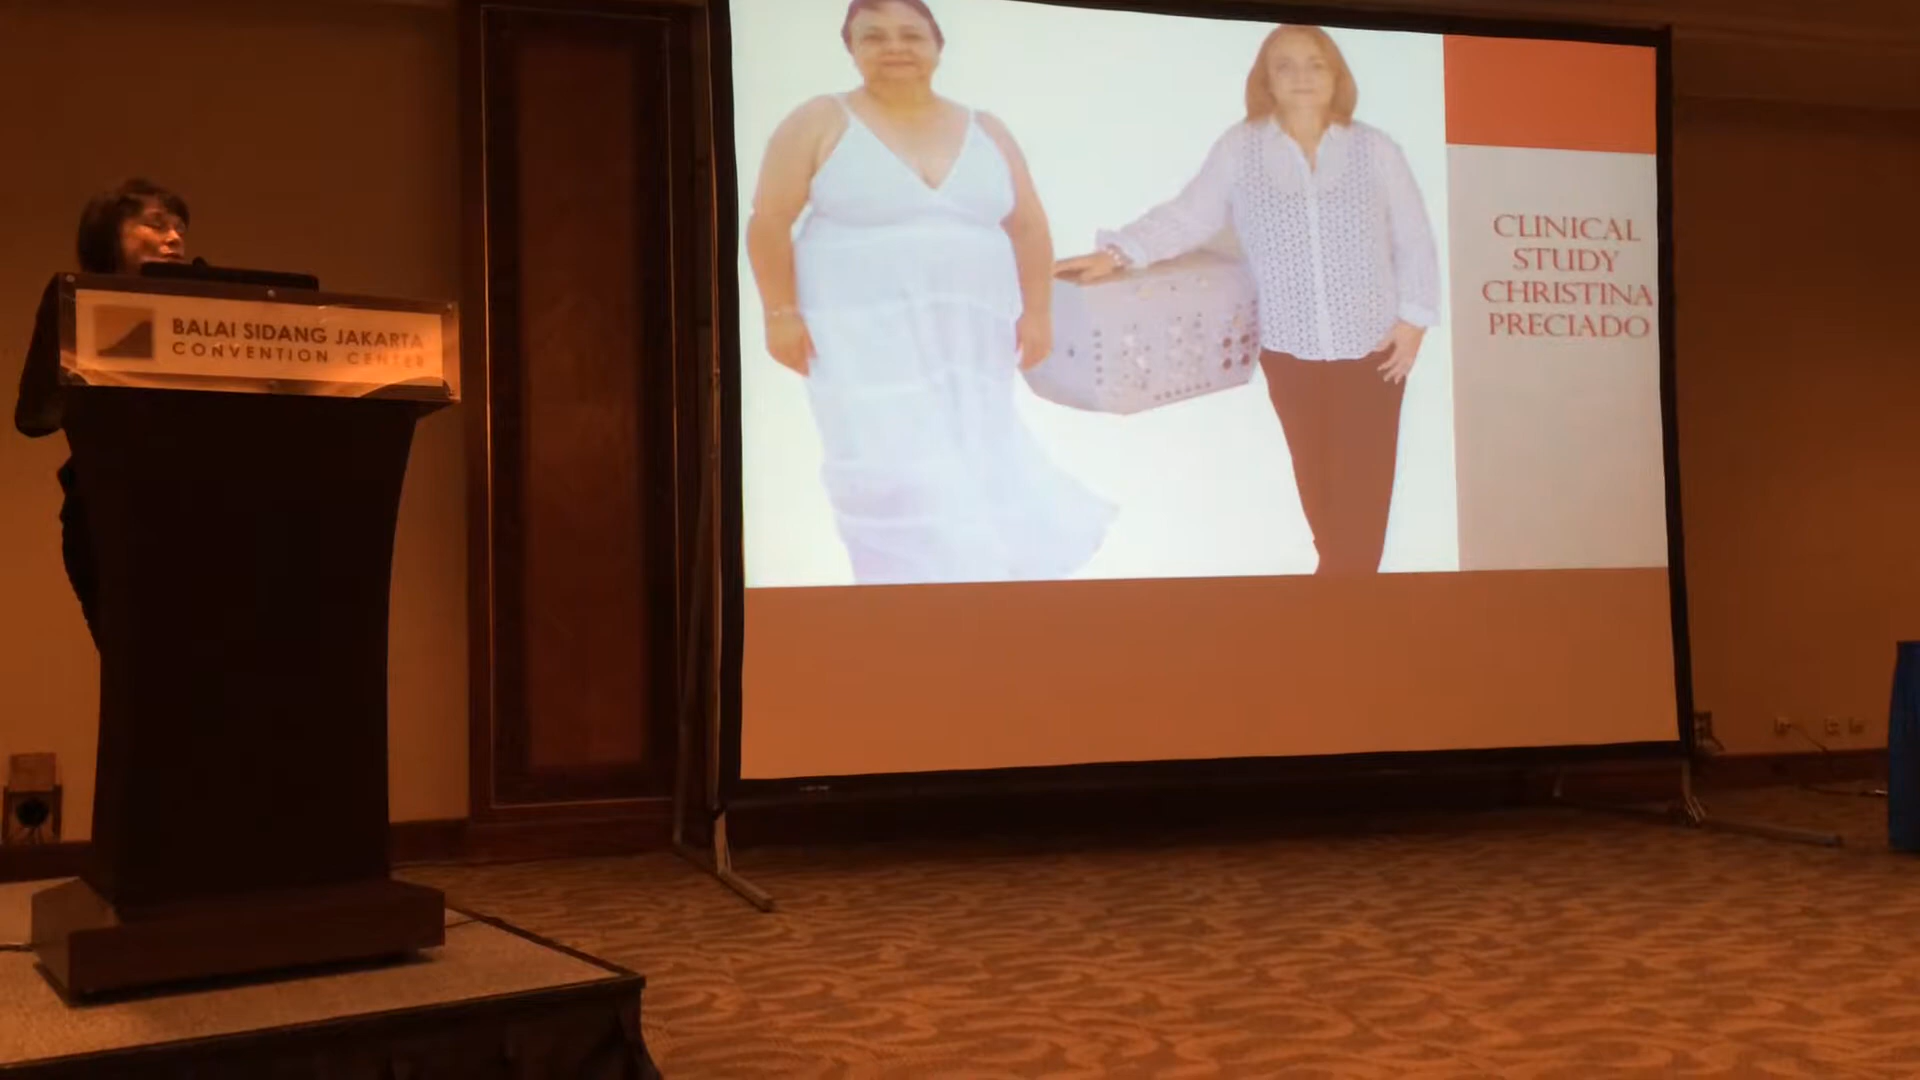 BALAI SIDANG JAKARTA
CONVENTION CENTER
CLINICAL
STUDY
CHRISTINA
PRECIADO